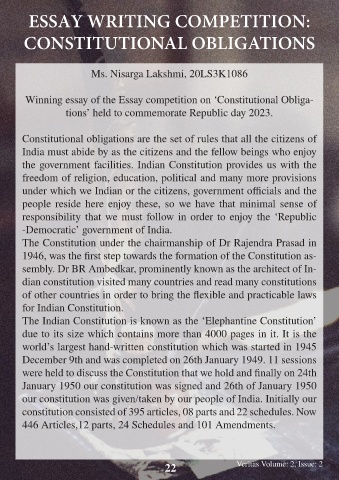 ESSAY WRITING COMPETITION:
CONSTITUTIONAL OBLIGATIONS
Ms. Nisarga Lakshmi, 20LS3K1086
Winning essay of the Essay competition on ‘Constitutional Obliga-
tions’ held to commemorate Republic day 2023.
Constitutional obligations are the set of rules that all the citizens of
India must abide by as the citizens and the fellow beings who enjoy
the government facilities. Indian Constitution provides us with the
freedom of religion, education, political and many more provisions
under which we Indian or the citizens, government officials and the
people reside here enjoy these, so we have that minimal sense of
responsibility that we must follow in order to enjoy the ‘Republic
-Democratic’ government of India.
The Constitution under the chairmanship of Dr Rajendra Prasad in
1946, was the first step towards the formation of the Constitution as-
sembly. Dr BR Ambedkar, prominently known as the architect of In-
dian constitution visited many countries and read many constitutions
of other countries in order to bring the flexible and practicable laws
for Indian Constitution.
The Indian Constitution is known as the ‘Elephantine Constitution’
due to its size which contains more than 4000 pages in it. It is the
world’s largest hand-written constitution which was started in 1945
December 9th and was completed on 26th January 1949. 11 sessions
were held to discuss the Constitution that we hold and finally on 24th
January 1950 our constitution was signed and 26th of January 1950
our constitution was given/taken by our people of India. Initially our
constitution consisted of 395 articles, 08 parts and 22 schedules. Now
446 Articles,12 parts, 24 Schedules and 101 Amendments.
22
Veritas Volume: 2, Issue: 2